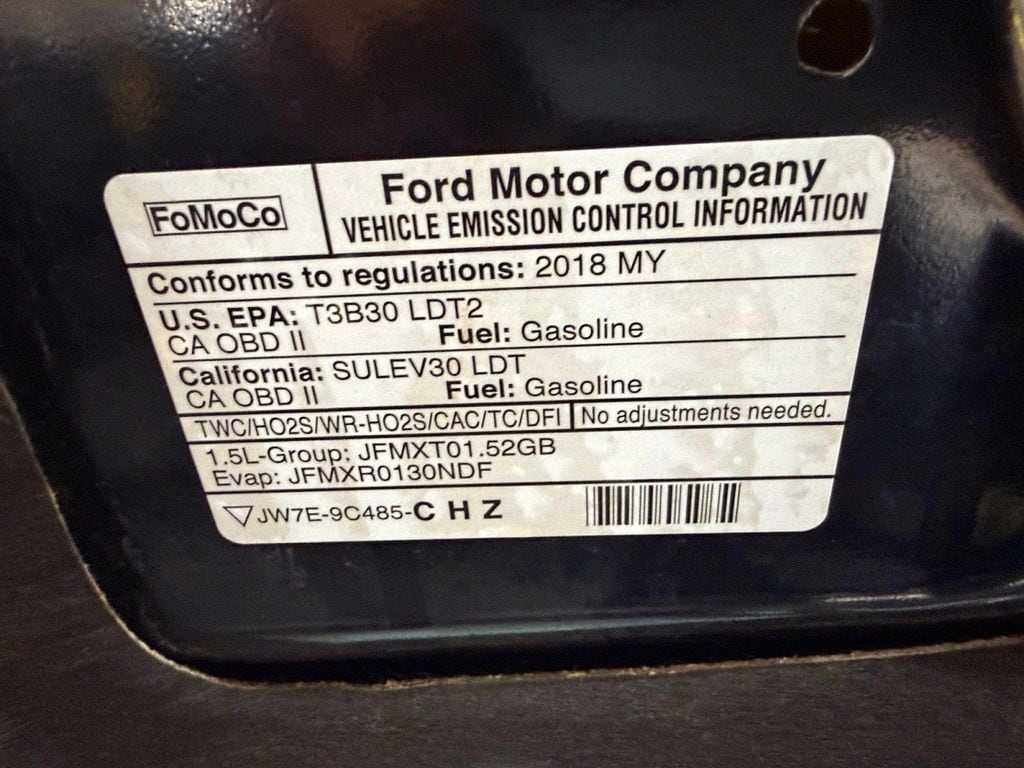 FoMoCo
Ford Motor Company
VEHICLE EMISSION CONTROL INFORMATION
Conforms to regulations: 2018 MY
U.S. EPA: T3B30 LDT2
CA OBD II Fuel: Gasoline
California: SULEV30 LDT
CA OBD II Fuel: Gasoline
TWC/HO2S/WR-HO2S/CAC/TC/DFI No adjustments needed.
1.5L-Group: JFMXT01.52GB
Evap: JFMXR0130NDF
JW7E-9C485-C H Z